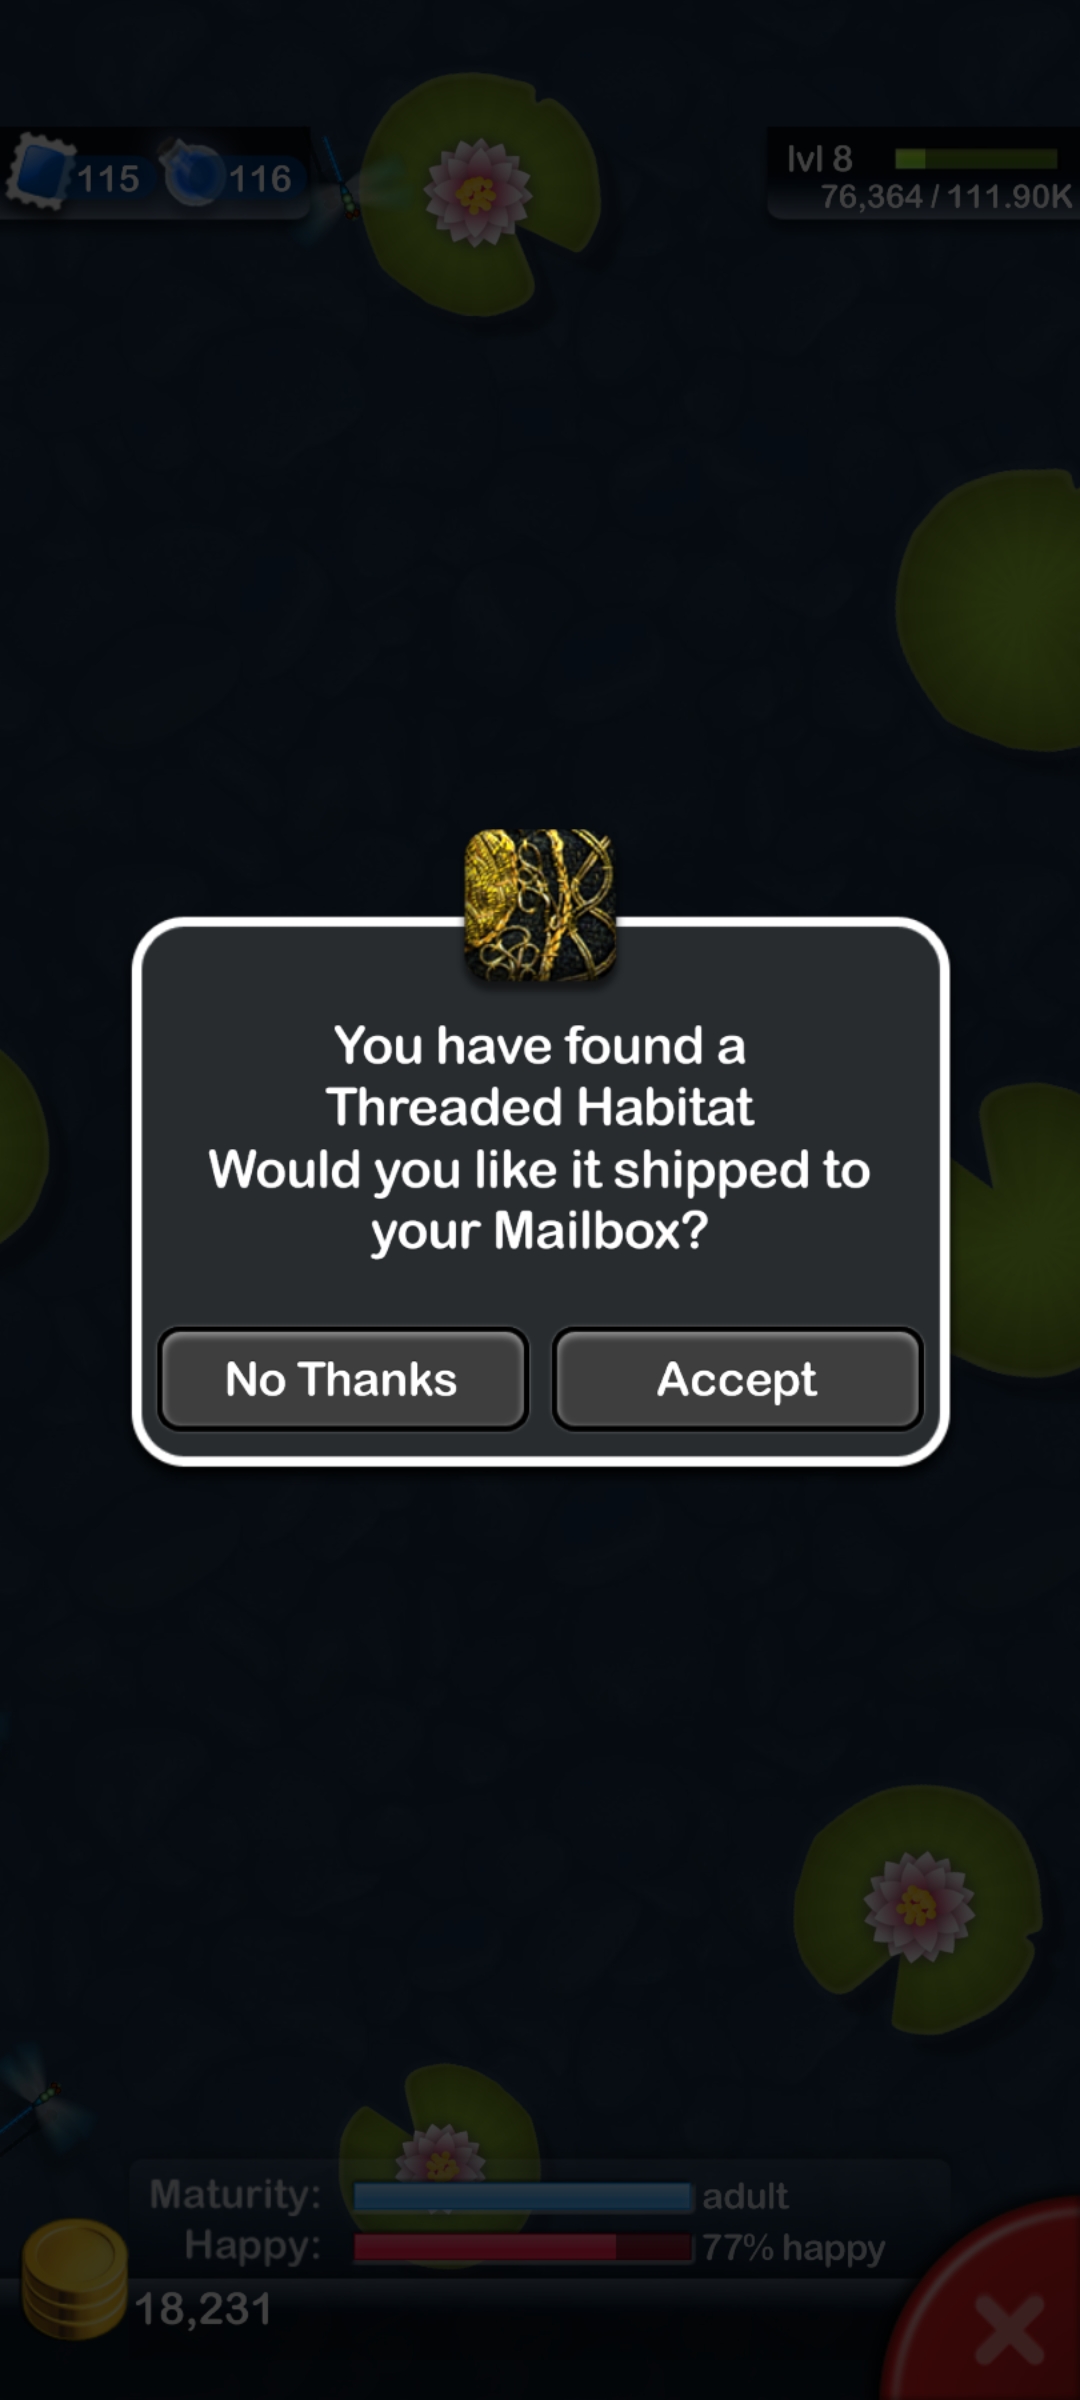 115 116
lvl 8
76,364 / 111.90K
You have found a
Threaded Habitat
Would you like it shipped to
your Mailbox?
No Thanks Accept
Maturity: adult
Happy: 77% happy
18,231